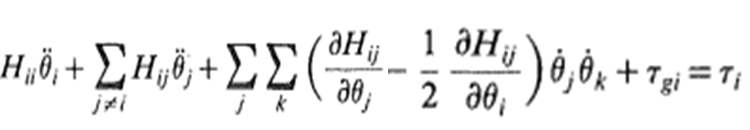 H_{ii}\ddot{\theta}_i + \sum_{j \neq i} H_{ij}\ddot{\theta}_j + \sum_j \sum_k \left( \frac{\partial H_{ij}}{\partial \theta_j} - \frac{1}{2} \frac{\partial H_{ij}}{\partial \theta_i} \right) \dot{\theta}_j \dot{\theta}_k + \tau_{gi} = \tau_i